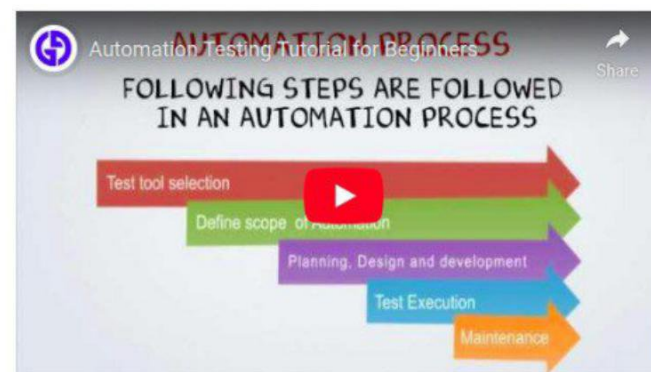 Automation Testing Tutorial for Beginners.
AUTOMATION PROCESS
Share
FOLLOWING STEPS ARE FOLLOWED
IN AN AUTOMATION PROCESS
Test tool selection
Define scope of Automation
Planning, Design and development
Test Execution
Maintenance